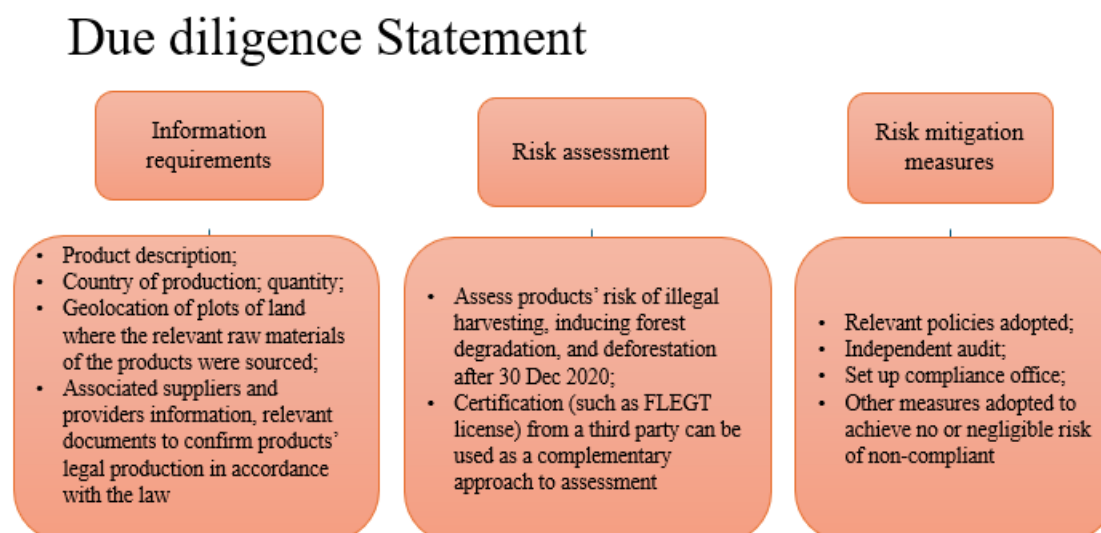 Due diligence Statement
Information
requirements
Risk assessment
Risk mitigation
measures
• Product description;
• Country of production; quantity;
• Geolocation of plots of land
where the relevant raw materials
of the products were sourced;
• Associated suppliers and
providers information, relevant
documents to confirm products’
legal production in accordance
with the law
• Assess products’ risk of illegal
harvesting, inducing forest
degradation, and deforestation
after 30 Dec 2020;
• Certification (such as FLEGT
license) from a third party can be
used as a complementary
approach to assessment
• Relevant policies adopted;
• Independent audit;
• Set up compliance office;
• Other measures adopted to
achieve no or negligible risk
of non-compliant